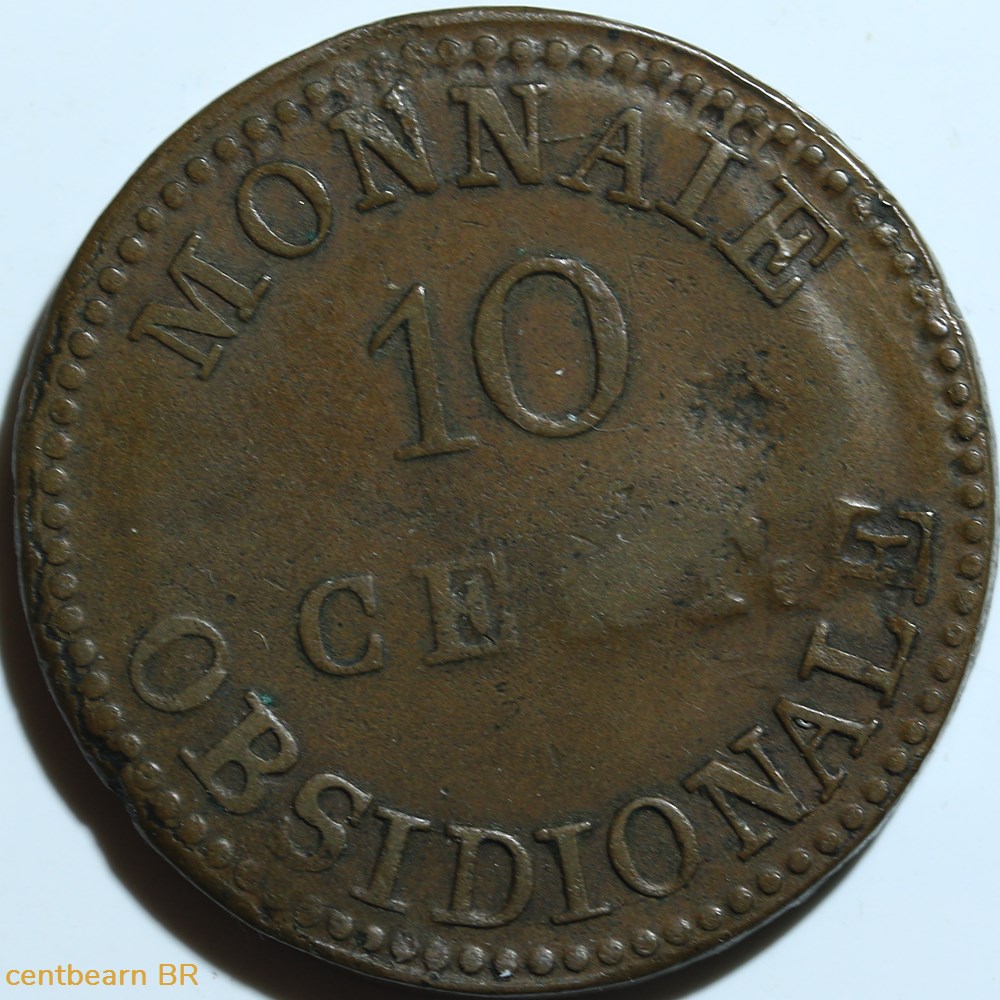 MONNAIE
10
CE
OBSIDIONALE
centbearn BR